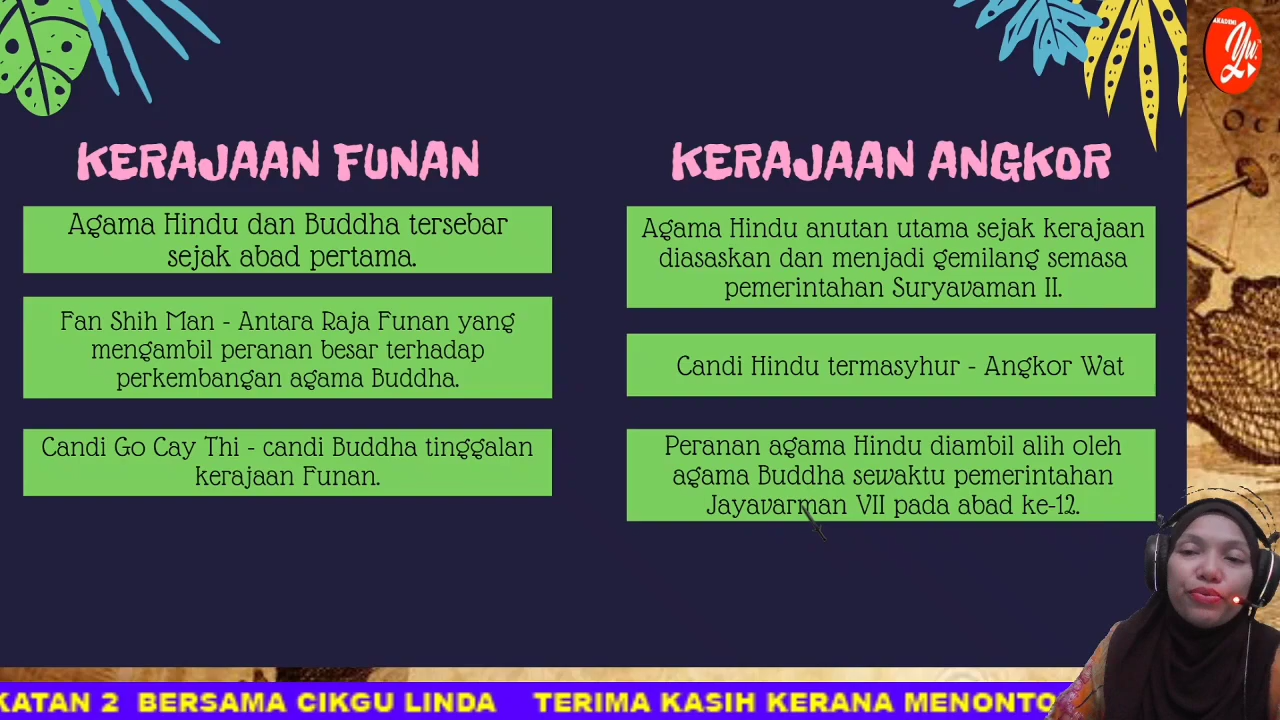 KERAJAAN FUNAN
Agama Hindu dan Buddha tersebar
sejak abad pertama.
Fan Shih Man - Antara Raja Funan yang
mengambil peranan besar terhadap
perkembangan agama Buddha.
Candi Go Cay Thi - candi Buddha tinggalan
kerajaan Funan.
KERAJAAN ANGKOR
Agama Hindu anutan utama sejak kerajaan
diasaskan dan menjadi gemilang semasa
pemerintahan Suryavaman II.
Candi Hindu termasyhur - Angkor Wat
Peranan agama Hindu diambil alih oleh
agama Buddha sewaktu pemerintahan
Jayavarman VII pada abad ke-12.
AKADEMI
KATAN 2 BERSAMA CIKGU LINDA TERIMA KASIH KERANA MENONTO